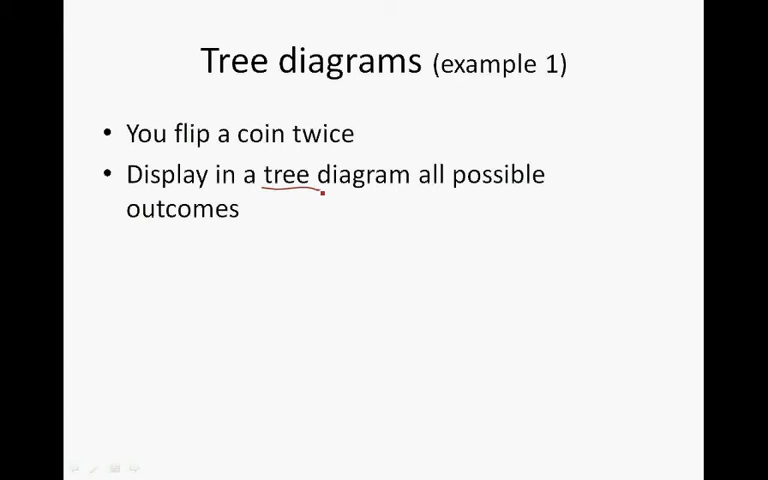 Tree diagrams (example 1)
• You flip a coin twice
• Display in a tree diagram all possible
outcomes